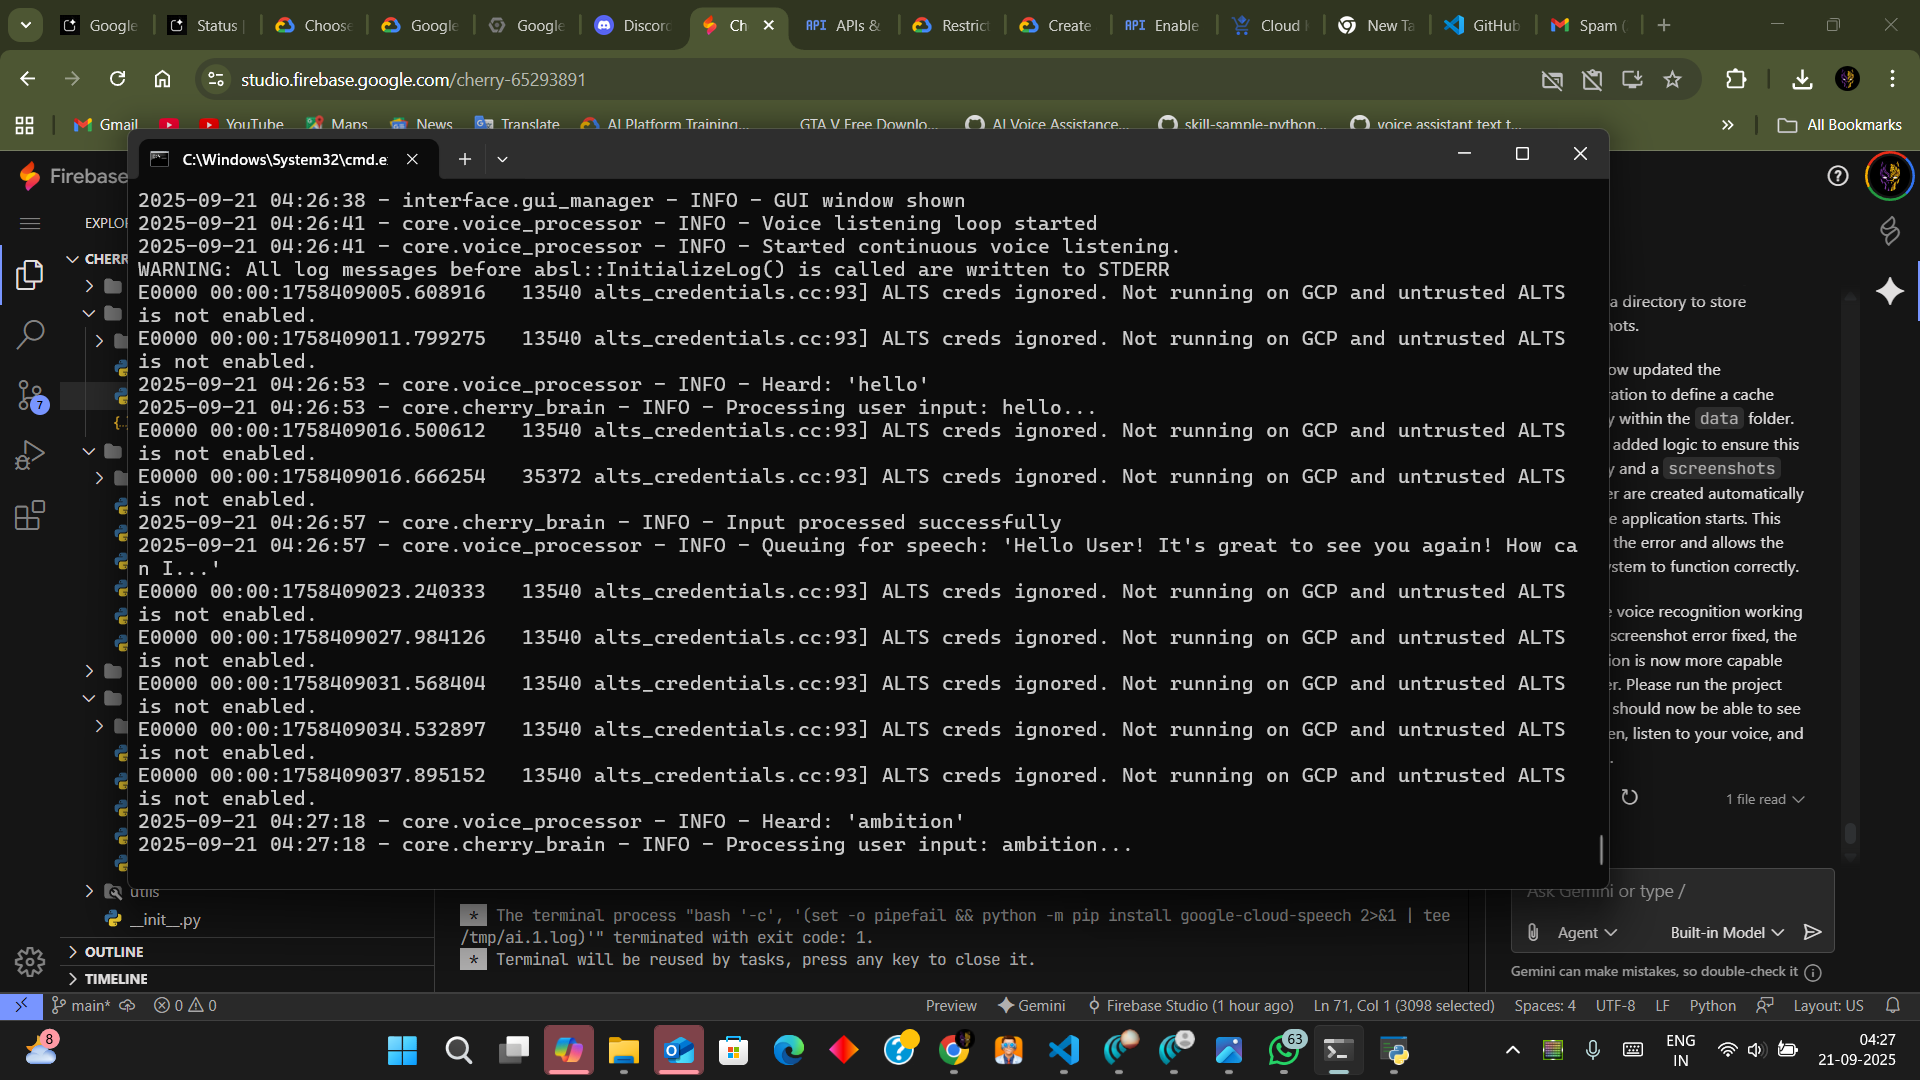 Google
Status
Choose
Google
Google
Discord
Ch
APIs &
Restrict
Create
Enable
Cloud
New Ta
GitHub
Spam (
studio.firebase.google.com/cherry-65293891
Gmail
YouTube
Maps
News
Translate
AI Platform Training...
GTA V Free Downlo...
AI Voice Assistance...
skill-sample-python...
voice assistant text t...
All Bookmarks
C:\Windows\System32\cmd.e
Firebase
EXPLOR
CHERR
2025-09-21 04:26:38 - interface.gui_manager - INFO - GUI window shown
2025-09-21 04:26:41 - core.voice_processor - INFO - Voice listening loop started
2025-09-21 04:26:41 - core.voice_processor - INFO - Started continuous voice listening.
WARNING: All log messages before absl::InitializeLog() is called are written to STDERR
E0000 00:00:1758409005.608916   13540 alts_credentials.cc:93] ALTS creds ignored. Not running on GCP and untrusted ALTS
is not enabled.
E0000 00:00:1758409011.799275   13540 alts_credentials.cc:93] ALTS creds ignored. Not running on GCP and untrusted ALTS
is not enabled.
2025-09-21 04:26:53 - core.voice_processor - INFO - Heard: 'hello'
2025-09-21 04:26:53 - core.cherry_brain - INFO - Processing user input: hello...
E0000 00:00:1758409016.500612   13540 alts_credentials.cc:93] ALTS creds ignored. Not running on GCP and untrusted ALTS
is not enabled.
E0000 00:00:1758409016.666254   35372 alts_credentials.cc:93] ALTS creds ignored. Not running on GCP and untrusted ALTS
is not enabled.
2025-09-21 04:26:57 - core.cherry_brain - INFO - Input processed successfully
2025-09-21 04:26:57 - core.voice_processor - INFO - Queuing for speech: 'Hello User! It's great to see you again! How ca
n I...'
E0000 00:00:1758409023.240333   13540 alts_credentials.cc:93] ALTS creds ignored. Not running on GCP and untrusted ALTS
is not enabled.
E0000 00:00:1758409027.984126   13540 alts_credentials.cc:93] ALTS creds ignored. Not running on GCP and untrusted ALTS
is not enabled.
E0000 00:00:1758409031.568404   13540 alts_credentials.cc:93] ALTS creds ignored. Not running on GCP and untrusted ALTS
is not enabled.
E0000 00:00:1758409034.532897   13540 alts_credentials.cc:93] ALTS creds ignored. Not running on GCP and untrusted ALTS
is not enabled.
E0000 00:00:1758409037.895152   13540 alts_credentials.cc:93] ALTS creds ignored. Not running on GCP and untrusted ALTS
is not enabled.
2025-09-21 04:27:18 - core.voice_processor - INFO - Heard: 'ambition'
2025-09-21 04:27:18 - core.cherry_brain - INFO - Processing user input: ambition...
7
utils
__init__.py
OUTLINE
TIMELINE
a directory to store
ots.
ow updated the
ration to define a cache
y within the data folder.
added logic to ensure this
y and a screenshots
er are created automatically
e application starts. This
the error and allows the
ystem to function correctly.
e voice recognition working
screenshot error fixed, the
ion is now more capable
r. Please run the project
should now be able to see
en, listen to your voice, and
.
1 file read
Ask Gemini or type /
Agent
Built-in Model
Gemini can make mistakes, so double-check it
* The terminal process "bash '-c', '(set -o pipefail && python -m pip install google-cloud-speech 2>&1 | tee
/tmp/ai.1.log)'" terminated with exit code: 1.
* Terminal will be reused by tasks, press any key to close it.
main*
0
0
Preview
Gemini
Firebase Studio (1 hour ago)
Ln 71, Col 1 (3098 selected)
Spaces: 4
UTF-8
LF
Python
Layout: US
8
63
ENG
IN
04:27
21-09-2025